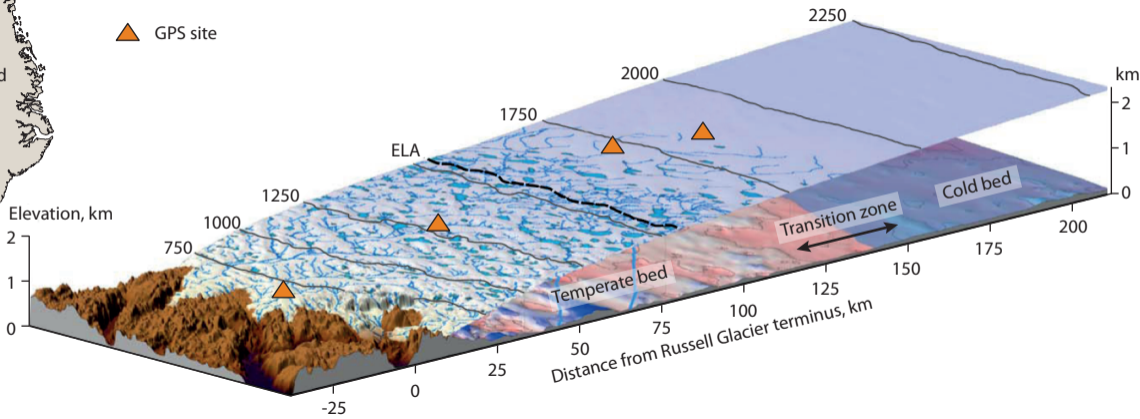 GPS site
d
2250
2000
1750
ELA
1250
1000
750
km
2
1
0
Elevation, km
2
1
0
Temperate bed
Transition zone
Cold bed
-25
0
25
50
75
100
125
150
175
200
Distance from Russell Glacier terminus, km